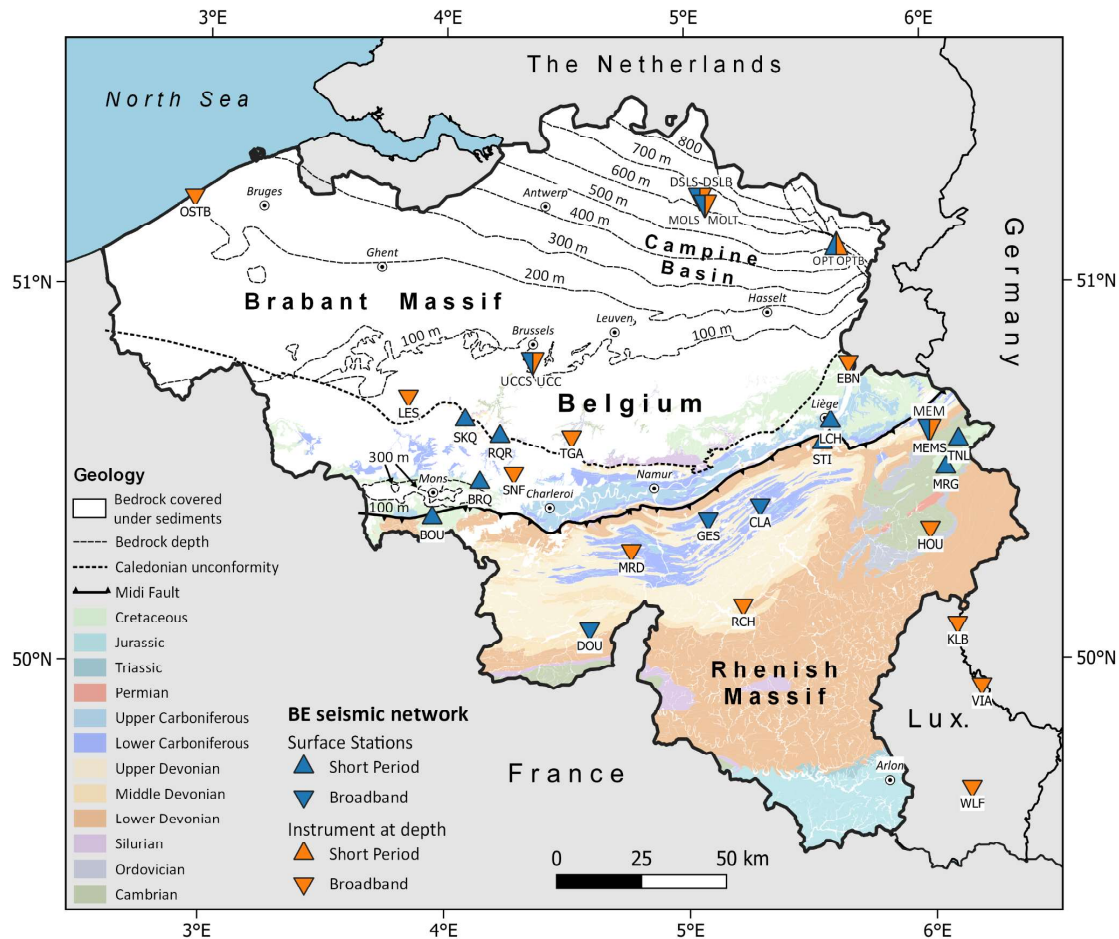 3°E
4°E
5°E
6°E
The Netherlands
North Sea
800
700 m
600 m
500 m
400 m
300 m
200 m
100 m
100 m
DSLS-DSLB
MOLS
MOLT
Antwerp
Bruges
OSTB
Campine
Basin
OPT
OPTB
Germany
Ghent
51°N
51°N
Brabant Massif
Hasselt
Leuven
Brussels
UCCS-UCC
EBN
Belgium
LES
Liège
MEM
SKQ
RQR
TGA
LCH
STI
MEMS
TNL
MRG
Geology
300 m
Mons
SNF
BRQ
Charleroi
Namur
100 m
BOU
GES
CLA
HOU
MRD
RCH
DOU
KLB
50°N
50°N
Rhenish
Massif
VIA
Lux.
Arlon
WLF
France
Bedrock covered
under sediments
Bedrock depth
Caledonian unconformity
Midi Fault
Cretaceous
Jurassic
Triassic
Permian
Upper Carboniferous
Lower Carboniferous
Upper Devonian
Middle Devonian
Lower Devonian
Silurian
Ordovician
Cambrian
BE seismic network
Surface Stations
Short Period
Broadband
Instrument at depth
Short Period
Broadband
0
25
50 km
3°E
4°E
5°E
6°E